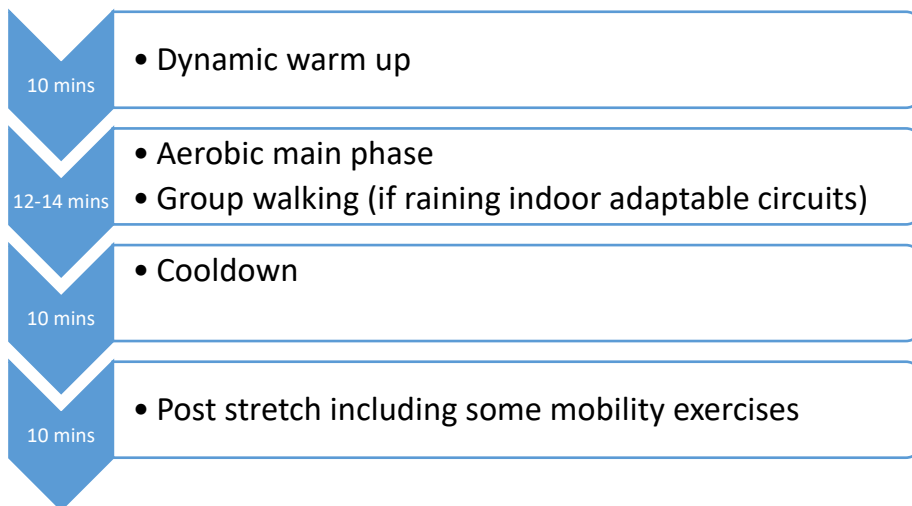 10 mins
• Dynamic warm up
12-14 mins
• Aerobic main phase
• Group walking (if raining indoor adaptable circuits)
10 mins
• Cooldown
10 mins
• Post stretch including some mobility exercises